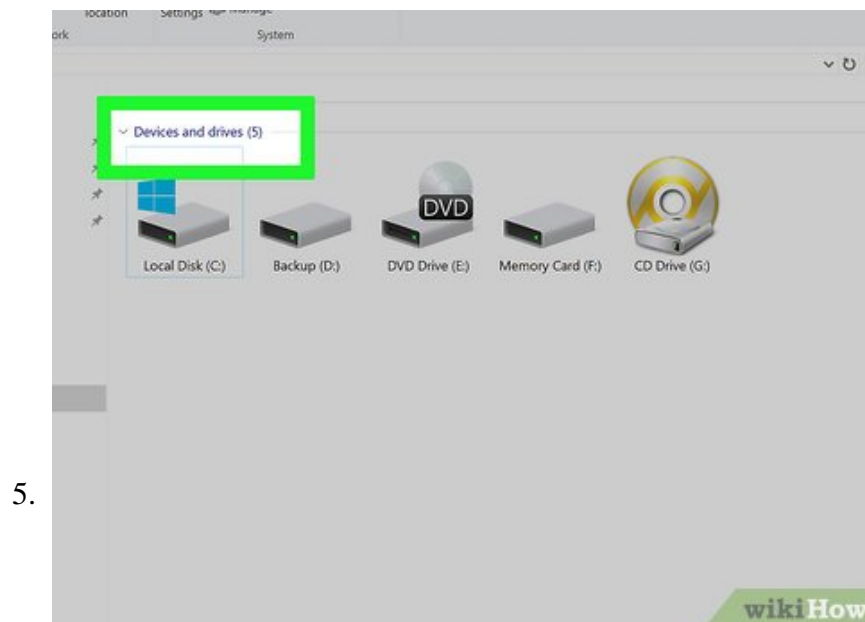 location Settings Manage
System
Devices and drives (5)
DVD
Local Disk (C:) Backup (D:) DVD Drive (E:) Memory Card (F:) CD Drive (G:)
5.
wikiHow